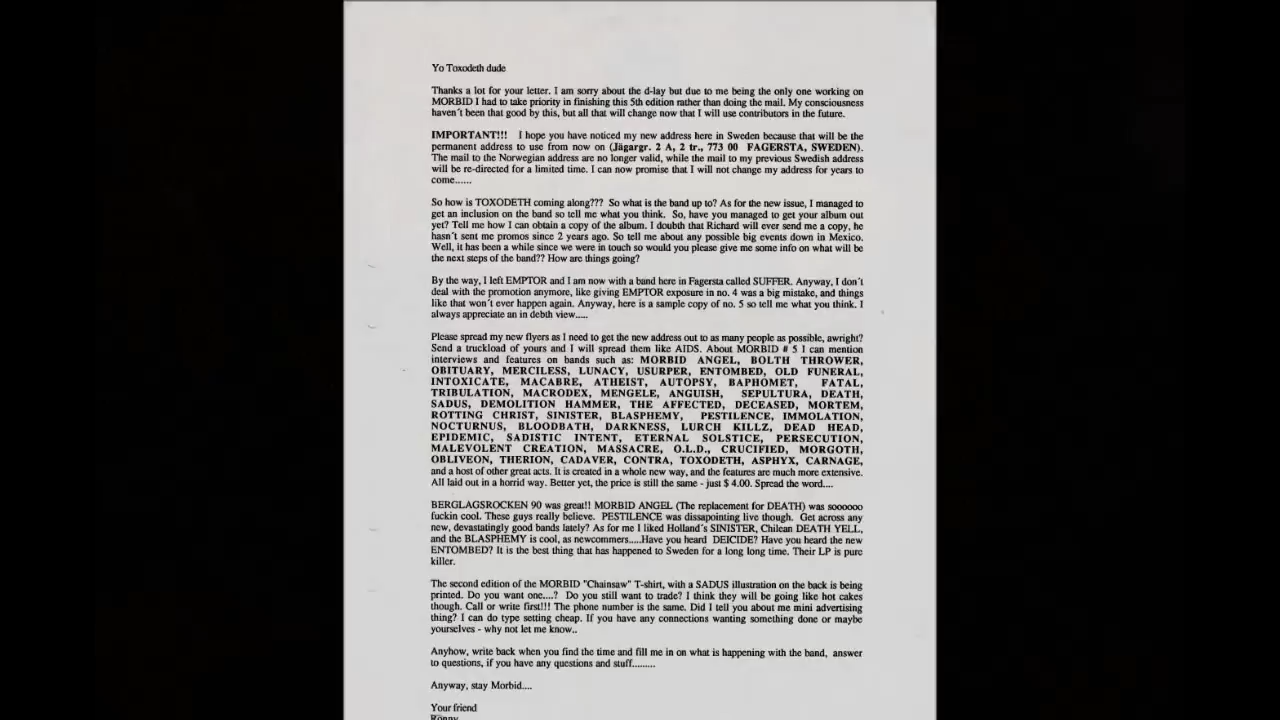 Yo Toxodeth dude
Thanks a lot for your letter. I am sorry about the d-lay but due to me being the only one working on
MORBID I had to take priority in finishing this 5th edition rather than doing the mail. My consciousness
haven´t been that good by this, but all that will change now that I will use contributors in the future.
IMPORTANT!!! I hope you have noticed my new address here in Sweden because that will be the
permanent address to use from now on (Jägargr. 2 A, 2 tr., 773 00 FAGERSTA, SWEDEN).
The mail to the Norwegian address are no longer valid, while the mail to my previous Swedish address
will be re-directed for a limited time. I can now promise that I will not change my address for years to
come......
So how is TOXODETH coming along??? So what is the band up to? As for the new issue, I managed to
get an inclusion on the band so tell me what you think. So, have you managed to get your album out
yet? Tell me how I can obtain a copy of the album. I doubth that Richard will ever send me a copy, he
hasn´t sent me promos since 2 years ago. So tell me about any possible big events down in Mexico.
Well, it has been a while since we were in touch so would you please give me some info on what will be
the next steps of the band?? How are things going?
By the way, I left EMPTOR and I am now with a band here in Fagersta called SUFFER. Anyway, I don´t
deal with the promotion anymore, like giving EMPTOR exposure in no. 4 was a big mistake, and things
like that won´t ever happen again. Anyway, here is a sample copy of no. 5 so tell me what you think. I
always appreciate an in debth view.....
Please spread my new flyers as I need to get the new address out to as many people as possible, awright?
Send a truckload of yours and I will spread them like AIDS. About MORBID # 5 I can mention
interviews and features on bands such as: MORBID ANGEL, BOLTH THROWER,
OBITUARY, MERCILESS, LUNACY, USURPER, ENTOMBED, OLD FUNERAL,
INTOXICATE, MACABRE, ATHEIST, AUTOPSY, BAPHOMET, FATAL,
TRIBULATION, MACRODEX, MENGELE, ANGUISH, SEPULTURA, DEATH,
SADUS, DEMOLITION HAMMER, THE AFFECTED, DECEASED, MORTEM,
ROTTING CHRIST, SINISTER, BLASPHEMY, PESTILENCE, IMMOLATION,
NOCTURNUS, BLOODBATH, DARKNESS, LURCH KILLZ, DEAD HEAD,
EPIDEMIC, SADISTIC INTENT, ETERNAL SOLSTICE, PERSECUTION,
MALEVOLENT CREATION, MASSACRE, O.L.D., CRUCIFIED, MORGOTH,
OBLIVEON, THERION, CADAVER, CONTRA, TOXODETH, ASPHYX, CARNAGE,
and a host of other great acts. It is created in a whole new way, and the features are much more extensive.
All laid out in a horrid way. Better yet, the price is still the same - just $ 4.00. Spread the word....
BERGLAGSROCKEN 90 was great!! MORBID ANGEL (The replacement for DEATH) was sooooooo
fuckin cool. These guys really believe. PESTILENCE was dissapointing live though. Get across any
new, devastatingly good bands lately? As for me I liked Holland´s SINISTER, Chilean DEATH YELL,
and the BLASPHEMY is cool, as newcommers.....Have you heard DEICIDE? Have you heard the new
ENTOMBED? It is the best thing that has happened to Sweden for a long long time. Their LP is pure
killer.
The second edition of the MORBID "Chainsaw" T-shirt, with a SADUS illustration on the back is being
printed. Do you want one....? Do you still want to trade? I think they will be going like hot cakes
though. Call or write first!!! The phone number is the same. Did I tell you about me mini advertising
thing? I can do type setting cheap. If you have any connections wanting something done or maybe
yourselves - why not let me know..
Anyhow, write back when you find the time and fill me in on what is happening with the band, answer
to questions, if you have any questions and stuff.........
Anyway, stay Morbid....
Your friend
Ronny